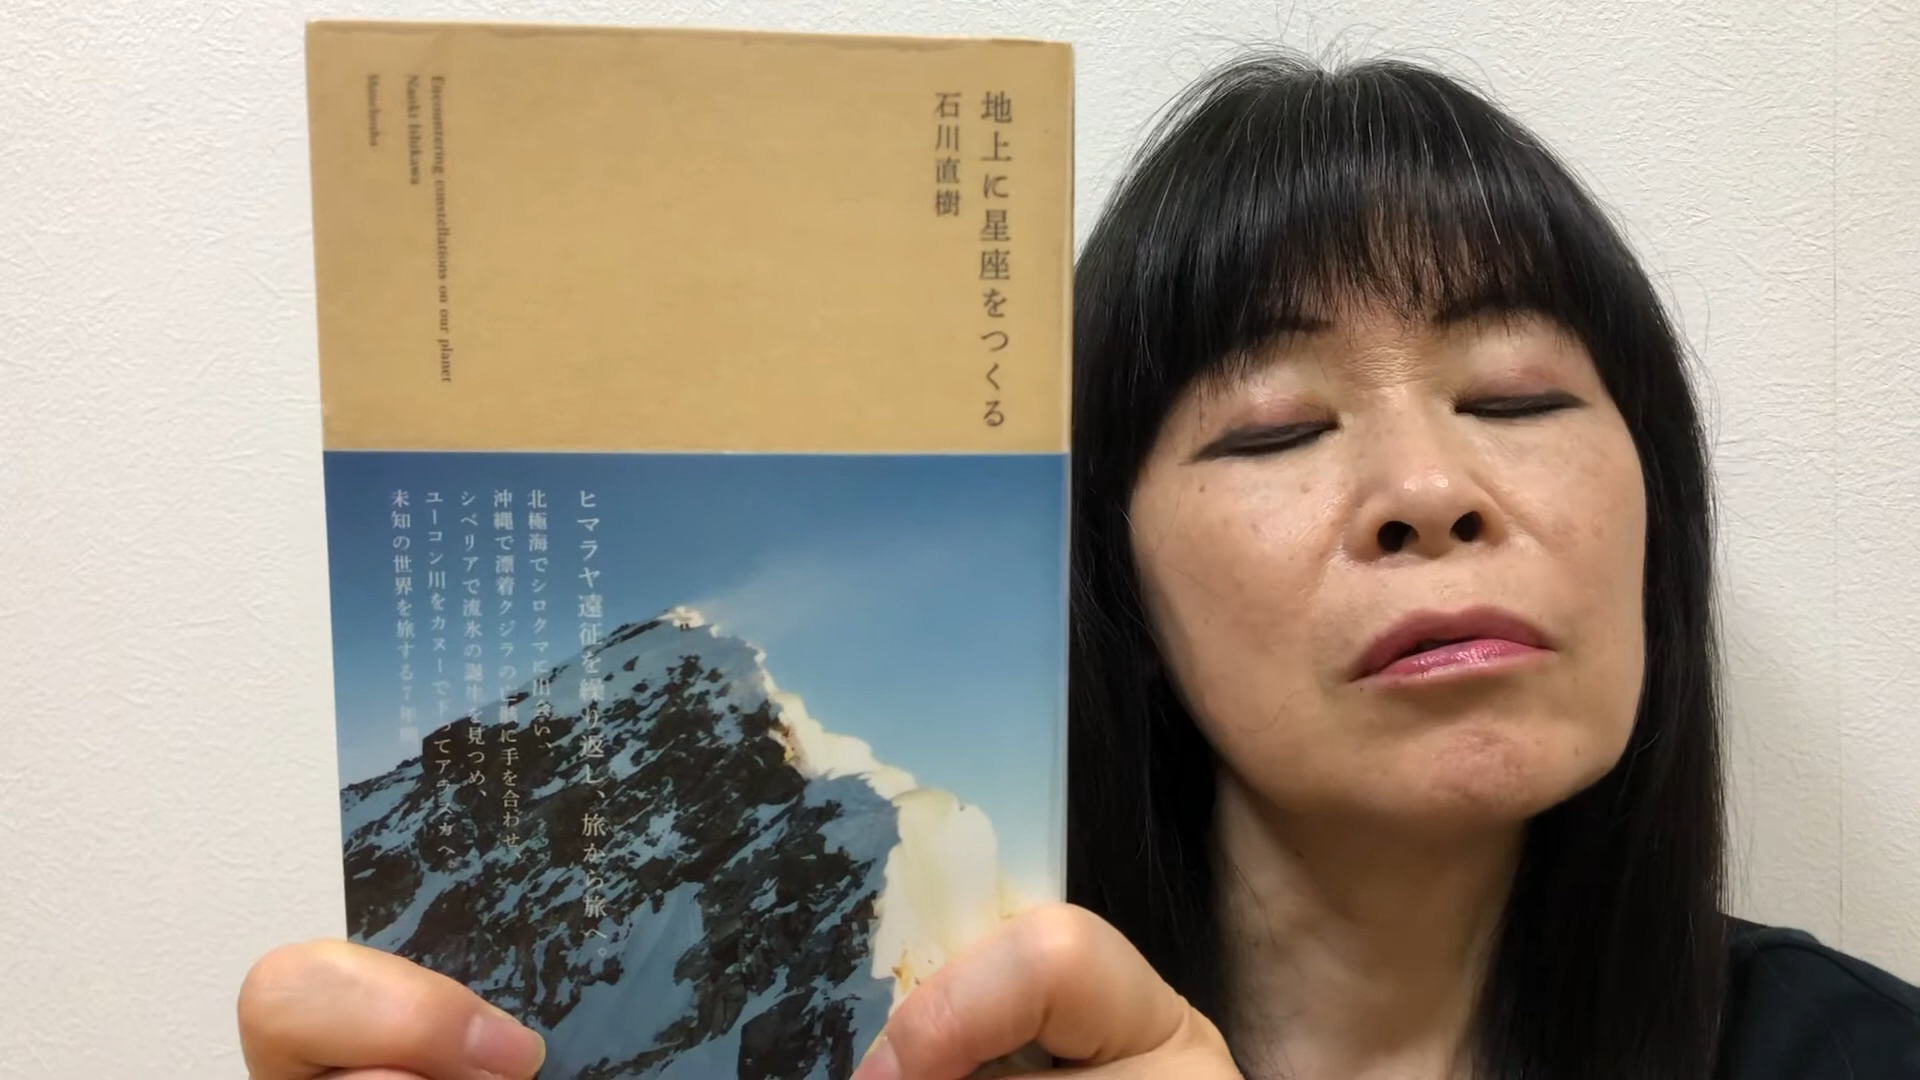 地上に星座をつくる
石川直樹
Encountering constellations on our planet
Naoki Ishikawa
Shinchosha
ヒマラヤ遠征を繰り返し、旅から旅へ。
北極海でシロクマに出会い、
沖縄で漂着クジラの亡骸に手を合わせ、
シベリアで流氷の誕生を見つめ、
ユーコン川をカヌーで下ってアラスカへ。
未知の世界を旅する7年間